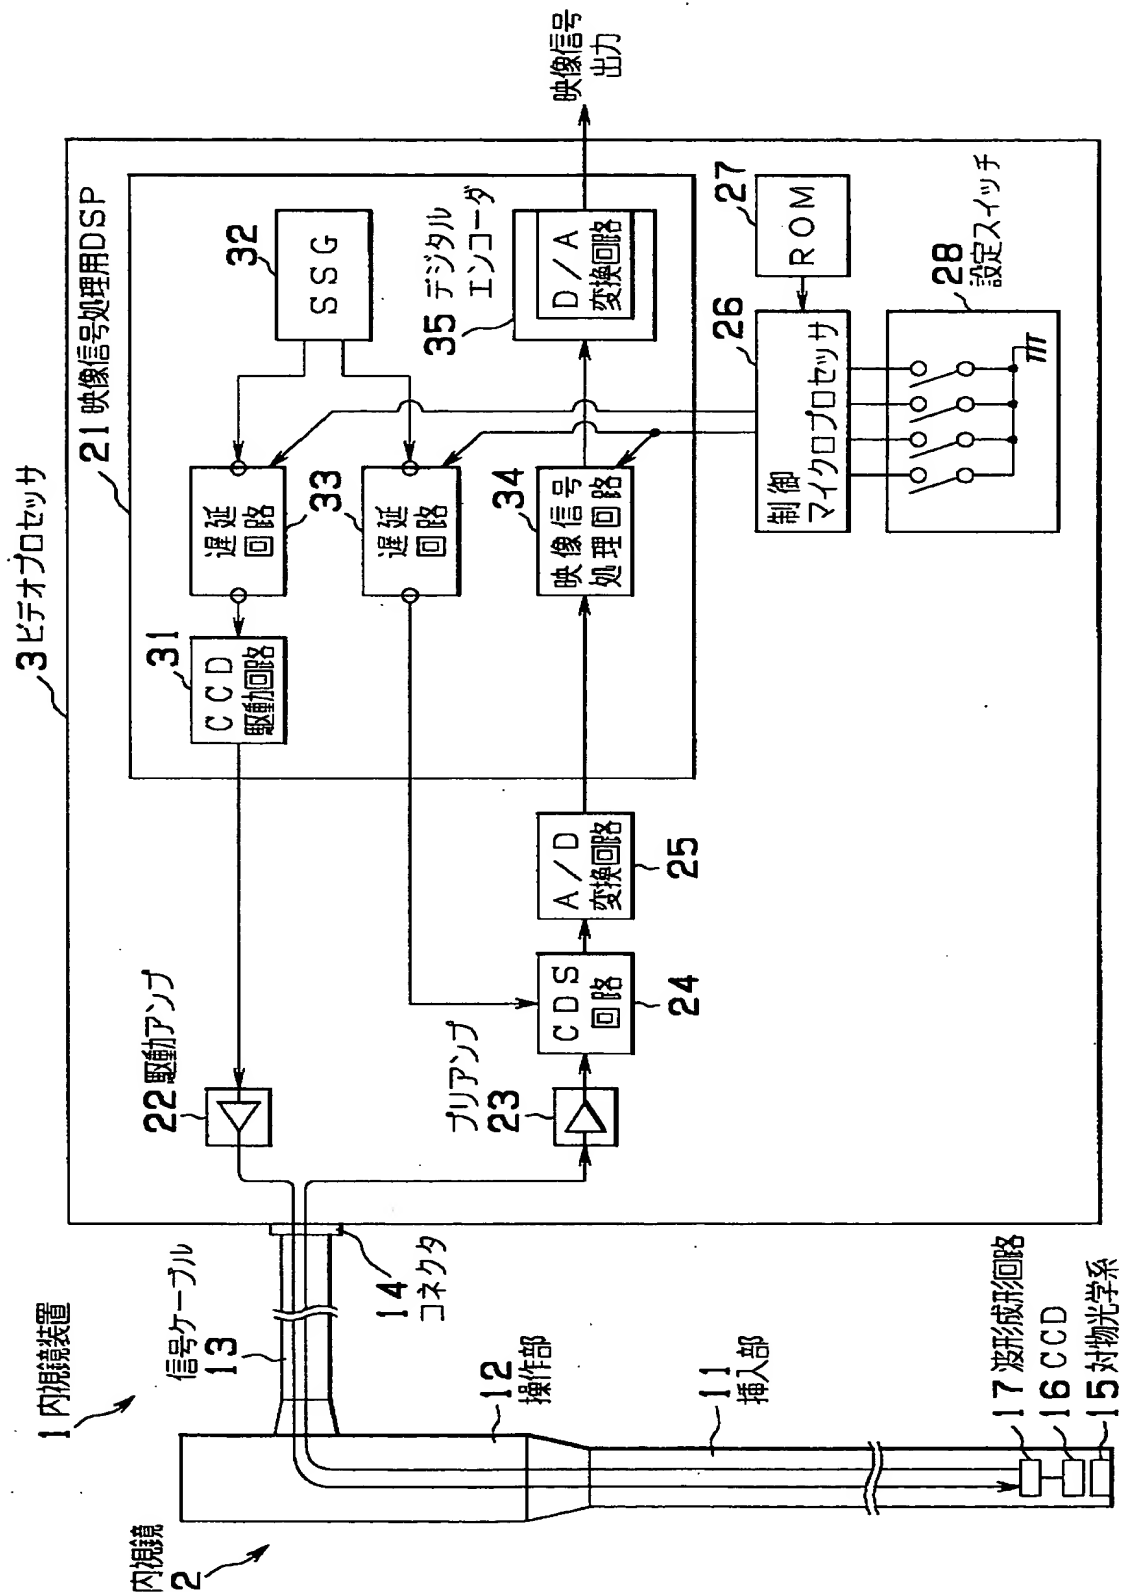 1 内視鏡装置
内視鏡
2
信号ケーブル
13
14
コネクタ
12
操作部
11
挿入部
17 波形成形回路
16 CCD
15 対物光学系
3 ビデオプロセッサ
21 映像信号処理用DSP
22 駆動アンプ
31
CCD
駆動回路
遅延
回路
33
遅延
回路
32
SSG
プリアンプ
23
CDS
回路
24
A/D
変換回路
25
34
映像信号
処理回路
35 デジタル
エンコーダ
D/A
変換回路
映像信号
出力
26
制御
マイクロプロセッサ
27
ROM
28
設定スイッチ